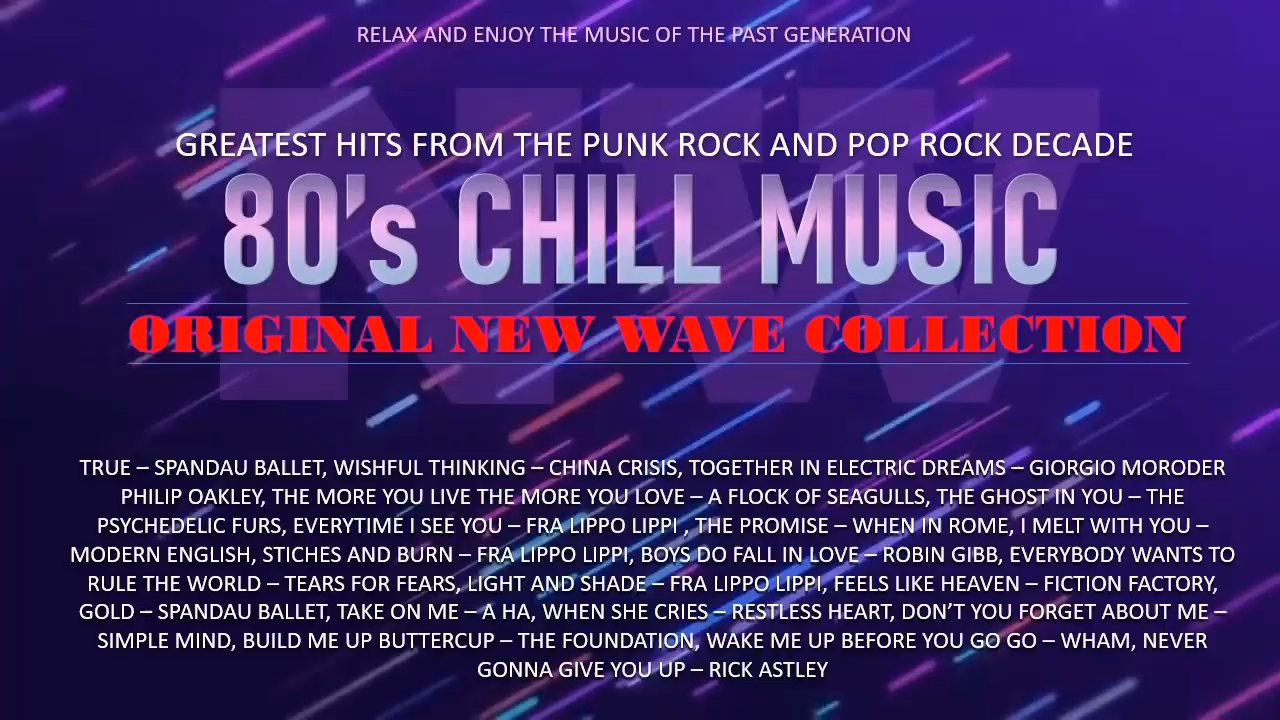 RELAX AND ENJOY THE MUSIC OF THE PAST GENERATION
NW
GREATEST HITS FROM THE PUNK ROCK AND POP ROCK DECADE
80's CHILL MUSIC
ORIGINAL NEW WAVE COLLECTION
TRUE – SPANDAU BALLET, WISHFUL THINKING – CHINA CRISIS, TOGETHER IN ELECTRIC DREAMS – GIORGIO MORODER
PHILIP OAKLEY, THE MORE YOU LIVE THE MORE YOU LOVE – A FLOCK OF SEAGULLS, THE GHOST IN YOU – THE
PSYCHEDELIC FURS, EVERYTIME I SEE YOU – FRA LIPPO LIPPI , THE PROMISE – WHEN IN ROME, I MELT WITH YOU –
MODERN ENGLISH, STICHES AND BURN – FRA LIPPO LIPPI, BOYS DO FALL IN LOVE – ROBIN GIBB, EVERYBODY WANTS TO
RULE THE WORLD – TEARS FOR FEARS, LIGHT AND SHADE – FRA LIPPO LIPPI, FEELS LIKE HEAVEN – FICTION FACTORY,
GOLD – SPANDAU BALLET, TAKE ON ME – A HA, WHEN SHE CRIES – RESTLESS HEART, DON'T YOU FORGET ABOUT ME –
SIMPLE MIND, BUILD ME UP BUTTERCUP – THE FOUNDATION, WAKE ME UP BEFORE YOU GO GO – WHAM, NEVER
GONNA GIVE YOU UP – RICK ASTLEY